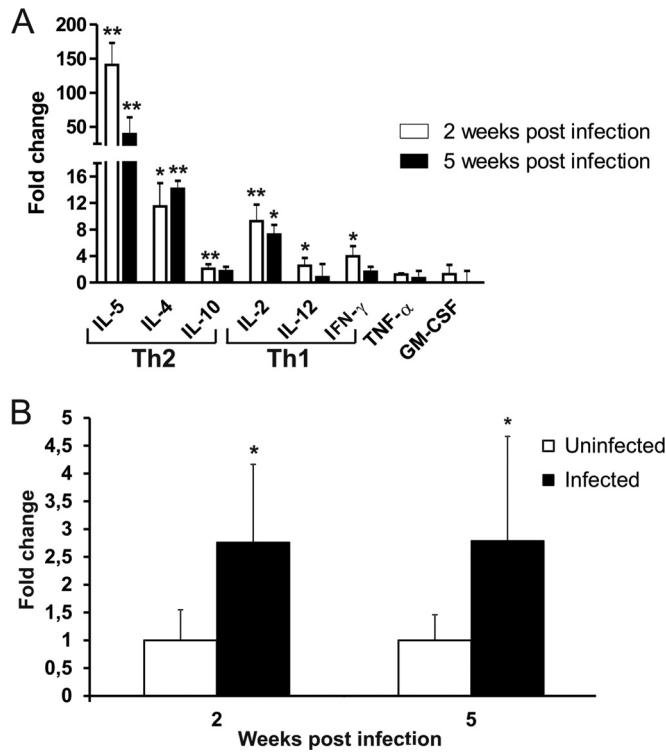 A
Fold change
200
150
100
50
16
12
8
4
0
** ** * ** ** ** * * *
2 weeks post infection
5 weeks post infection
IL-5 IL-4 IL-10 IL-2 IL-12 IFN-γ TNF-α GM-CSF
Th2 Th1
B
Fold change
5
4,5
4
3,5
3
2,5
2
1,5
1
0,5
0
* *
Uninfected
Infected
2 5
Weeks post infection